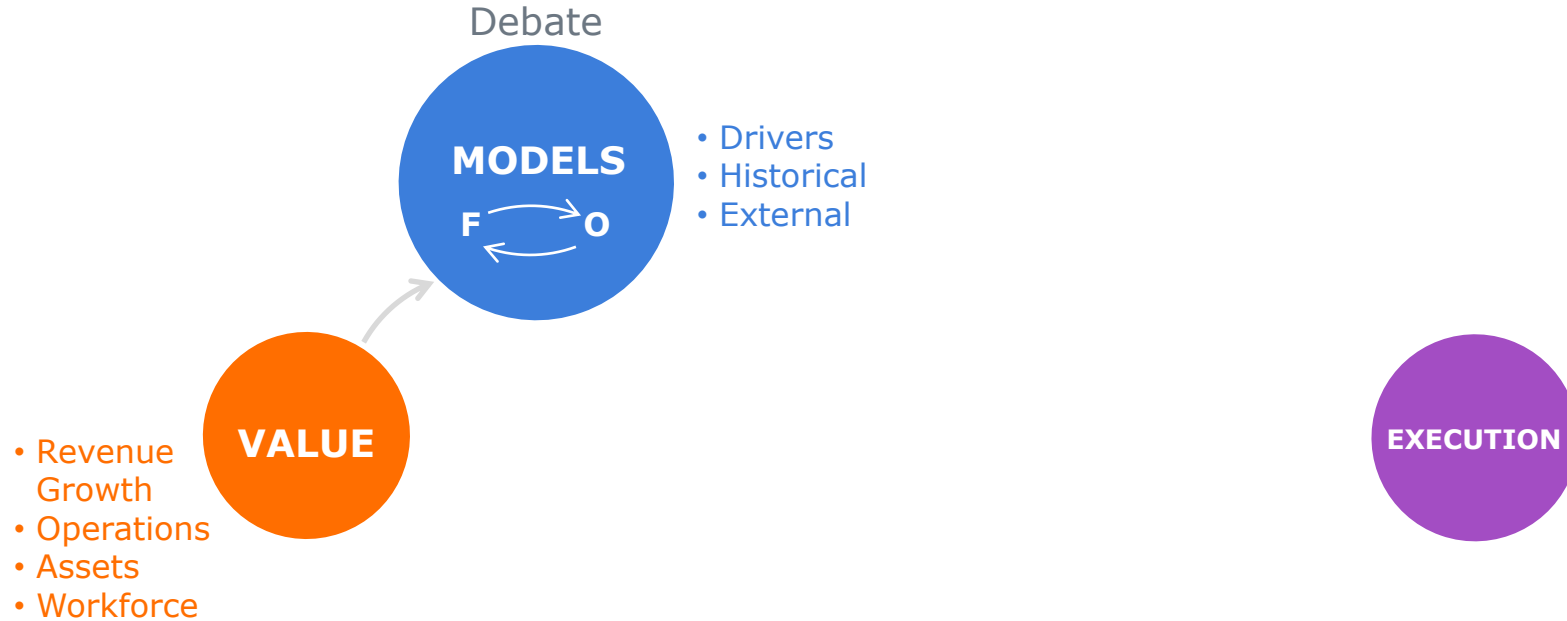 Debate
MODELS
F O
• Drivers
• Historical
• External
VALUE
• Revenue
Growth
• Operations
• Assets
• Workforce
EXECUTION